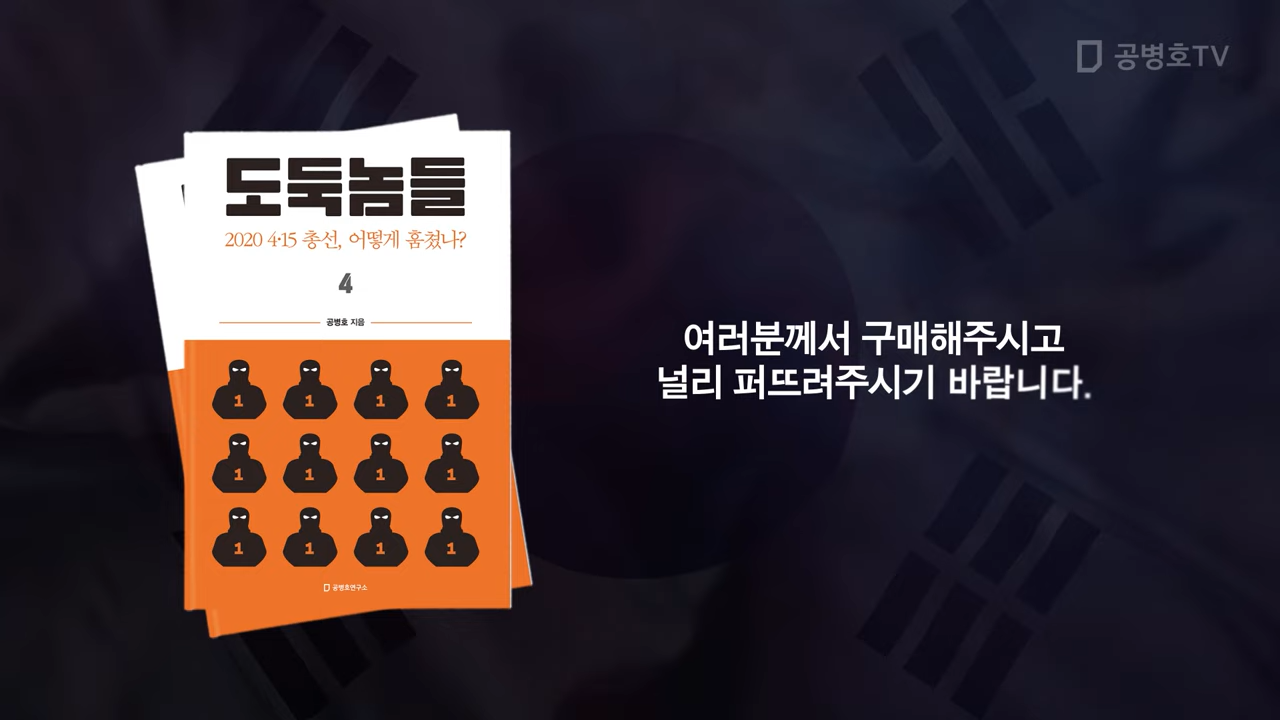 공병호TV
도둑놈들
2020 4·15 총선, 어떻게 훔쳤나?
4
공병호 지음
1 1 1 1
1 1 1 1
1 1 1 1
공병호연구소
여러분께서 구매해주시고
널리 퍼뜨려주시기 바랍니다.